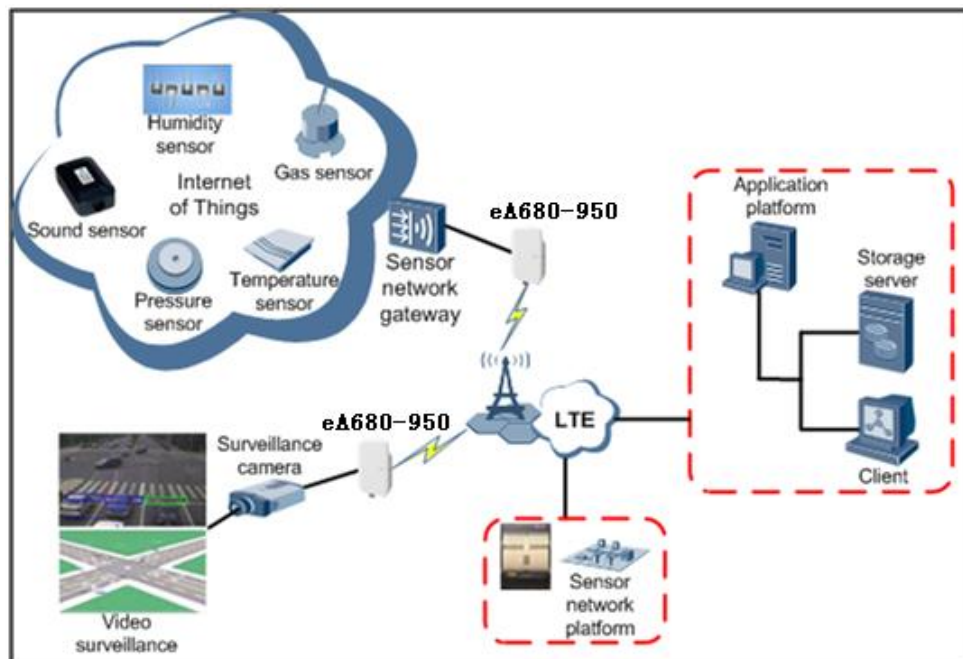 Humidity
sensor
Gas sensor
Internet
of Things
Sound sensor
Pressure
sensor
Temperature
sensor
Sensor
network
gateway
eA680-950
Application
platform
Storage
server
Client
LTE
eA680-950
Surveillance
camera
Video
surveillance
Sensor
network
platform